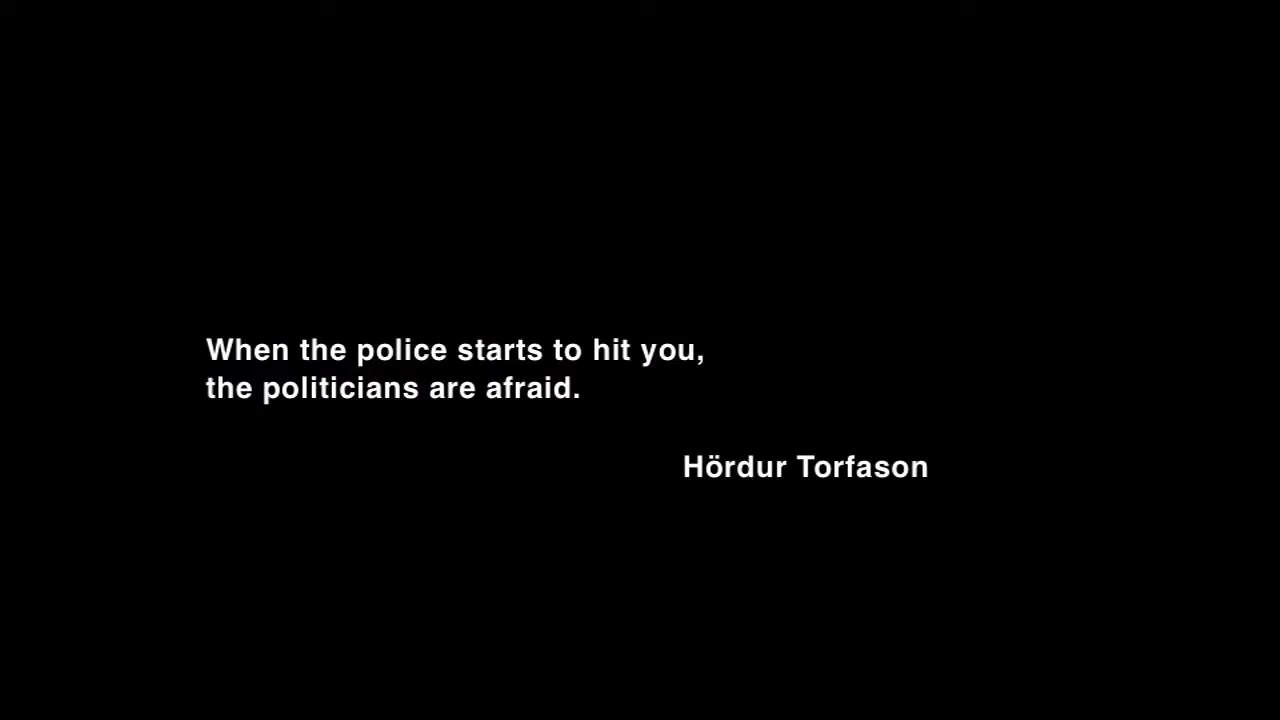 When the police starts to hit you,
the politicians are afraid.
Hördur Torfason